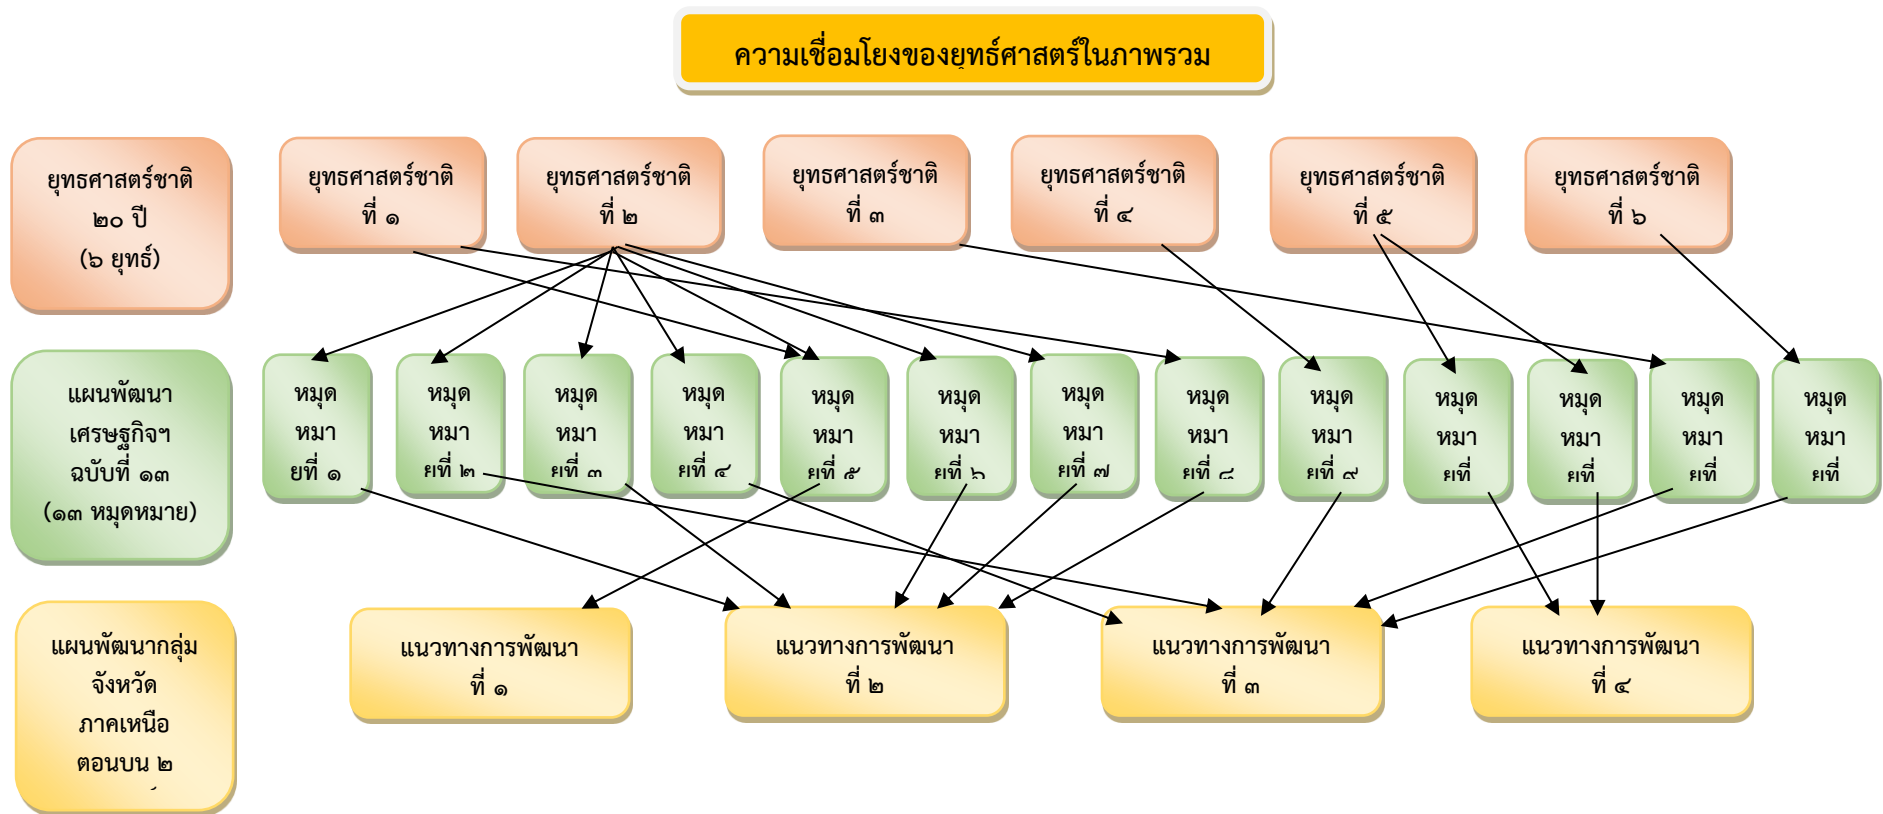 ความเชื่อมโยงของยุทธ์ศาสตร์ในภาพรวม
ยุทธศาสตร์ชาติ
๒๐ ปี
(๖ ยุทธ์)
ยุทธศาสตร์ชาติ
ที่ ๑
ยุทธศาสตร์ชาติ
ที่ ๒
ยุทธศาสตร์ชาติ
ที่ ๓
ยุทธศาสตร์ชาติ
ที่ ๔
ยุทธศาสตร์ชาติ
ที่ ๕
ยุทธศาสตร์ชาติ
ที่ ๖
แผนพัฒนา
เศรษฐกิจฯ
ฉบับที่ ๑๓
(๑๓ หมุดหมาย)
หมุด
หมา
ยที่ ๑
หมุด
หมา
ยที่ ๒
หมุด
หมา
ยที่ ๓
หมุด
หมา
ยที่ ๔
หมุด
หมา
ยที่ ๕
หมุด
หมา
ยที่ ๖
หมุด
หมา
ยที่ ๗
หมุด
หมา
ยที่ ๘
หมุด
หมา
ยที่ ๙
หมุด
หมา
ยที่
หมุด
หมา
ยที่
หมุด
หมา
ยที่
หมุด
หมา
ยที่
แผนพัฒนากลุ่ม
จังหวัด
ภาคเหนือ
ตอนบน ๒
แนวทางการพัฒนา
ที่ ๑
แนวทางการพัฒนา
ที่ ๒
แนวทางการพัฒนา
ที่ ๓
แนวทางการพัฒนา
ที่ ๔